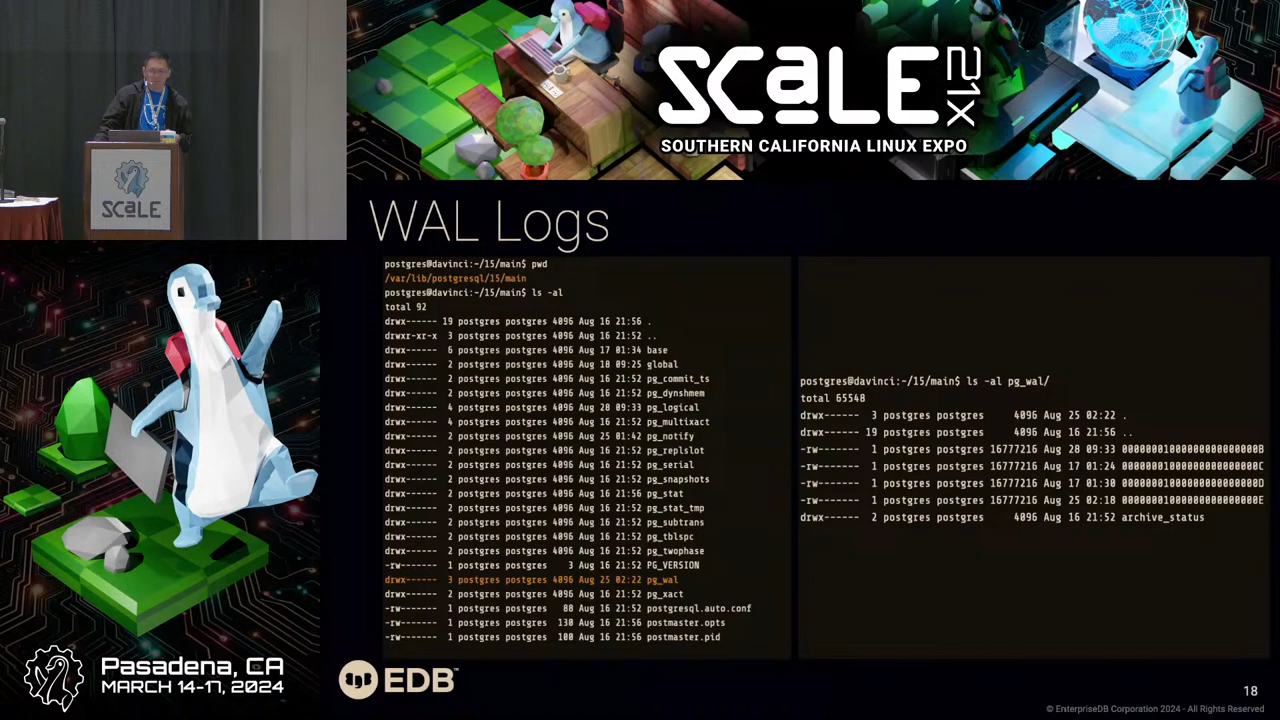 SCaLE 21X
SOUTHERN CALIFORNIA LINUX EXPO
SCaLE
WAL Logs
postgres@davinci:~/15/main$ pwd
/var/lib/postgresql/15/main
postgres@davinci:~/15/main$ ls -al
total 92
drwx------ 19 postgres postgres 4096 Aug 16 21:56 .
drwxr-xr-x 3 postgres postgres 4096 Aug 16 21:52 ..
drwx------ 6 postgres postgres 4096 Aug 17 01:34 base
drwx------ 2 postgres postgres 4096 Aug 18 09:25 global
drwx------ 2 postgres postgres 4096 Aug 16 21:52 pg_commit_ts
drwx------ 2 postgres postgres 4096 Aug 16 21:52 pg_dynshmem
drwx------ 4 postgres postgres 4096 Aug 28 09:33 pg_logical
drwx------ 4 postgres postgres 4096 Aug 16 21:52 pg_multixact
drwx------ 2 postgres postgres 4096 Aug 25 01:42 pg_notify
drwx------ 2 postgres postgres 4096 Aug 16 21:52 pg_replslot
drwx------ 2 postgres postgres 4096 Aug 16 21:52 pg_serial
drwx------ 2 postgres postgres 4096 Aug 16 21:52 pg_snapshots
drwx------ 2 postgres postgres 4096 Aug 16 21:56 pg_stat
drwx------ 2 postgres postgres 4096 Aug 16 21:52 pg_stat_tmp
drwx------ 2 postgres postgres 4096 Aug 16 21:52 pg_subtrans
drwx------ 2 postgres postgres 4096 Aug 16 21:52 pg_tblspc
drwx------ 2 postgres postgres 4096 Aug 16 21:52 pg_twophase
-rw------- 1 postgres postgres 3 Aug 16 21:52 PG_VERSION
drwx------ 3 postgres postgres 4096 Aug 25 02:22 pg_wal
drwx------ 2 postgres postgres 4096 Aug 16 21:52 pg_xact
-rw------- 1 postgres postgres 88 Aug 16 21:52 postgresql.auto.conf
-rw------- 1 postgres postgres 130 Aug 16 21:56 postmaster.opts
-rw------- 1 postgres postgres 100 Aug 16 21:56 postmaster.pid
postgres@davinci:~/15/main$ ls -al pg_wal/
total 65548
drwx------ 3 postgres postgres 4096 Aug 25 02:22 .
drwx------ 19 postgres postgres 4096 Aug 16 21:56 ..
-rw------- 1 postgres postgres 16777216 Aug 28 09:33 00000001000000000000000B
-rw------- 1 postgres postgres 16777216 Aug 17 01:24 00000001000000000000000C
-rw------- 1 postgres postgres 16777216 Aug 17 01:30 00000001000000000000000D
-rw------- 1 postgres postgres 16777216 Aug 25 02:18 00000001000000000000000E
drwx------ 2 postgres postgres 4096 Aug 16 21:52 archive_status
Pasadena, CA
MARCH 14-17, 2024
EDB™
18
© EnterpriseDB Corporation 2024 - All Rights Reserved